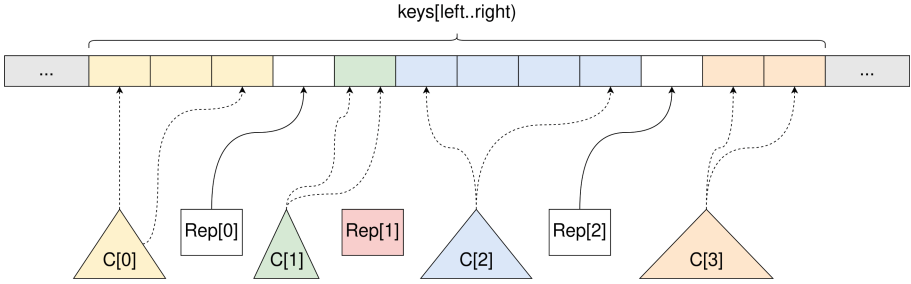 keys[left..right)
... ...
Rep[0] Rep[1] Rep[2]
C[0] C[1] C[2] C[3]